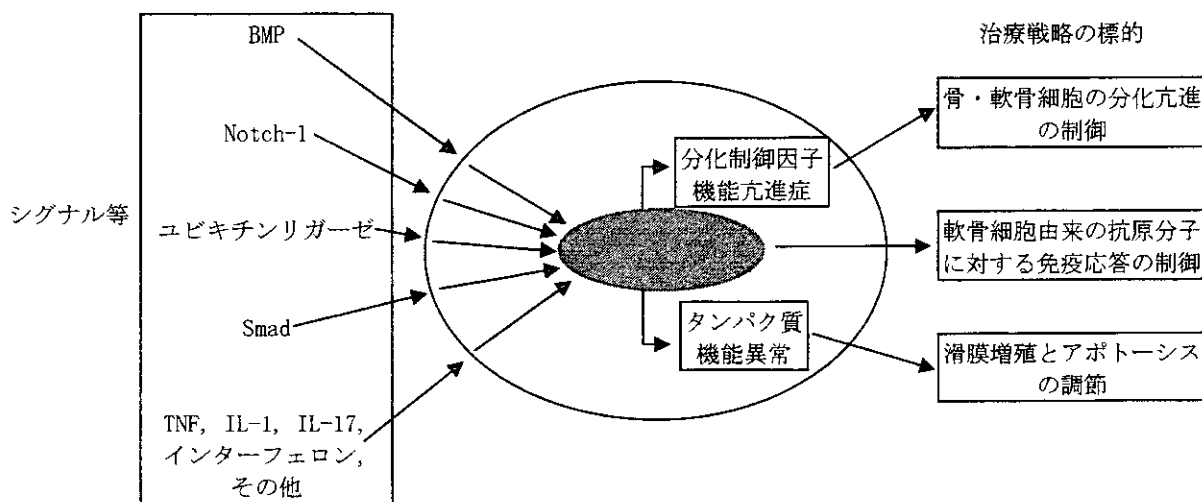 シグナル等
BMP
Notch-1
ユビキチンリガーゼ
Smad
TNF, IL-1, IL-17,
インターフェロン,
その他
分化制御因子
機能亢進症
タンパク質
機能異常
治療戦略の標的
骨・軟骨細胞の分化亢進
の制御
軟骨細胞由来の抗原分子
に対する免疫応答の制御
滑膜増殖とアポトーシス
の調節